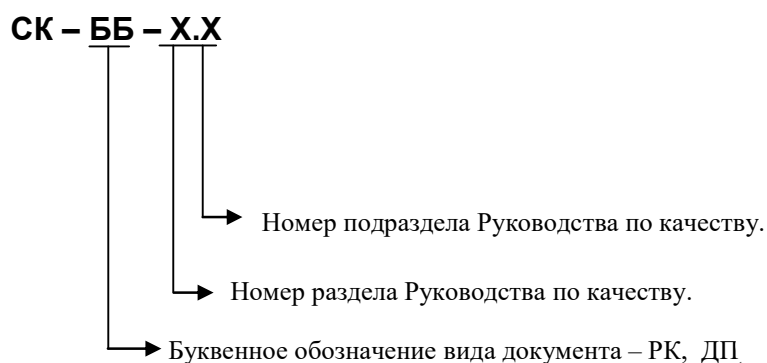 СК – ББ – Х.Х
Номер подраздела Руководства по качеству.
Номер раздела Руководства по качеству.
Буквенное обозначение вида документа – РК, ДП